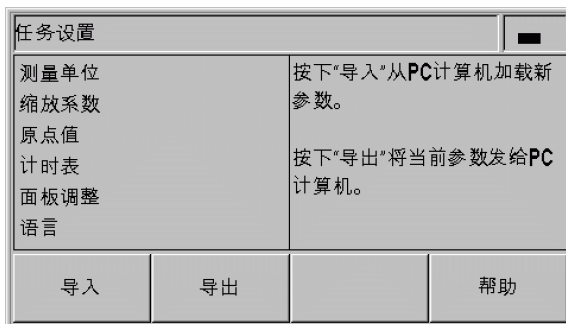 任务设置
测量单位
缩放系数
原点值
计时表
面板调整
语言
按下“导入”从PC计算机加载新
参数。
按下“导出”将当前参数发给PC
计算机。
导入
导出
帮助